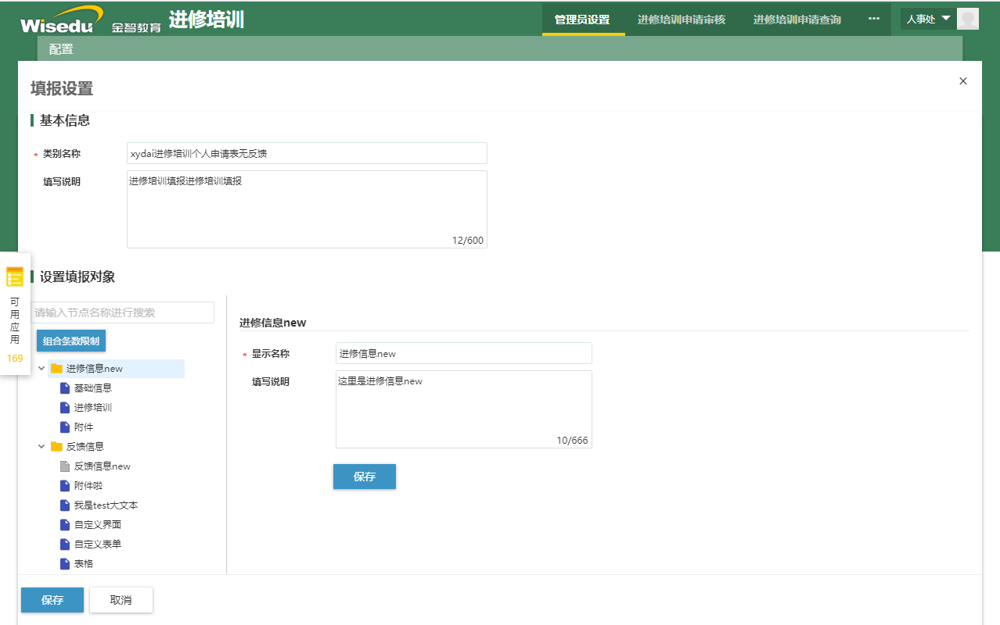 Wisedu 金智教育 进修培训 管理员设置 进修培训申请审核 进修培训申请查询 ··· 人事处
配置
填报设置
基本信息
* 类别名称 xydai进修培训个人申请表无反馈
填写说明 进修培训填报进修培训填报
12/600
设置填报对象
可用应用
169
请输入节点名称进行搜索
组合条数限制
进修信息new
基础信息
进修培训
附件
反馈信息
反馈信息new
附件啦
我是test大文本
自定义界面
自定义表单
表格
进修信息new
* 显示名称 进修信息new
填写说明 这里是进修信息new
10/666
保存
保存 取消